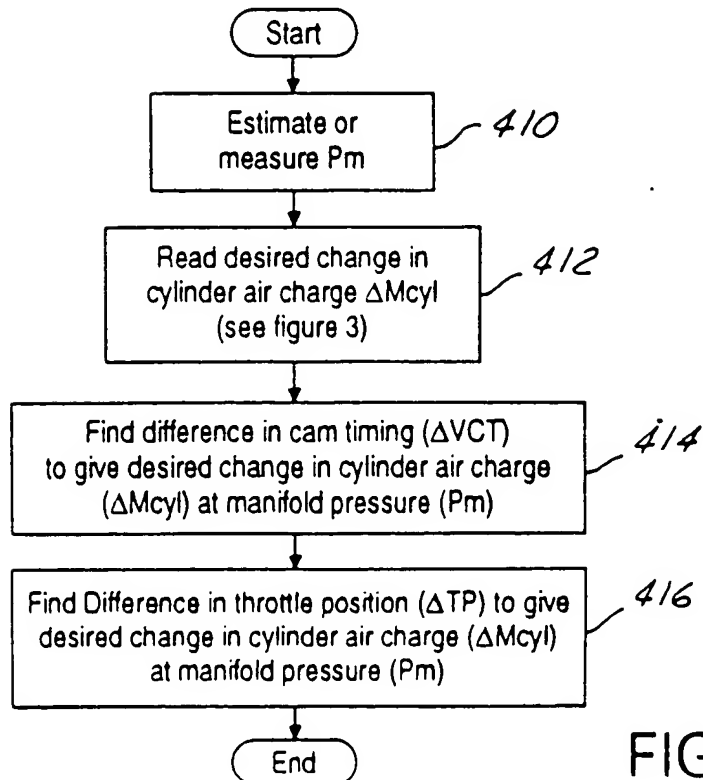 Start
Estimate or
measure Pm
410
Read desired change in
cylinder air charge ΔMcyl
(see figure 3)
412
Find difference in cam timing (ΔVCT)
to give desired change in cylinder air charge
(ΔMcyl) at manifold pressure (Pm)
414
Find Difference in throttle position (ΔTP) to give
desired change in cylinder air charge (ΔMcyl)
at manifold pressure (Pm)
416
End
FIG